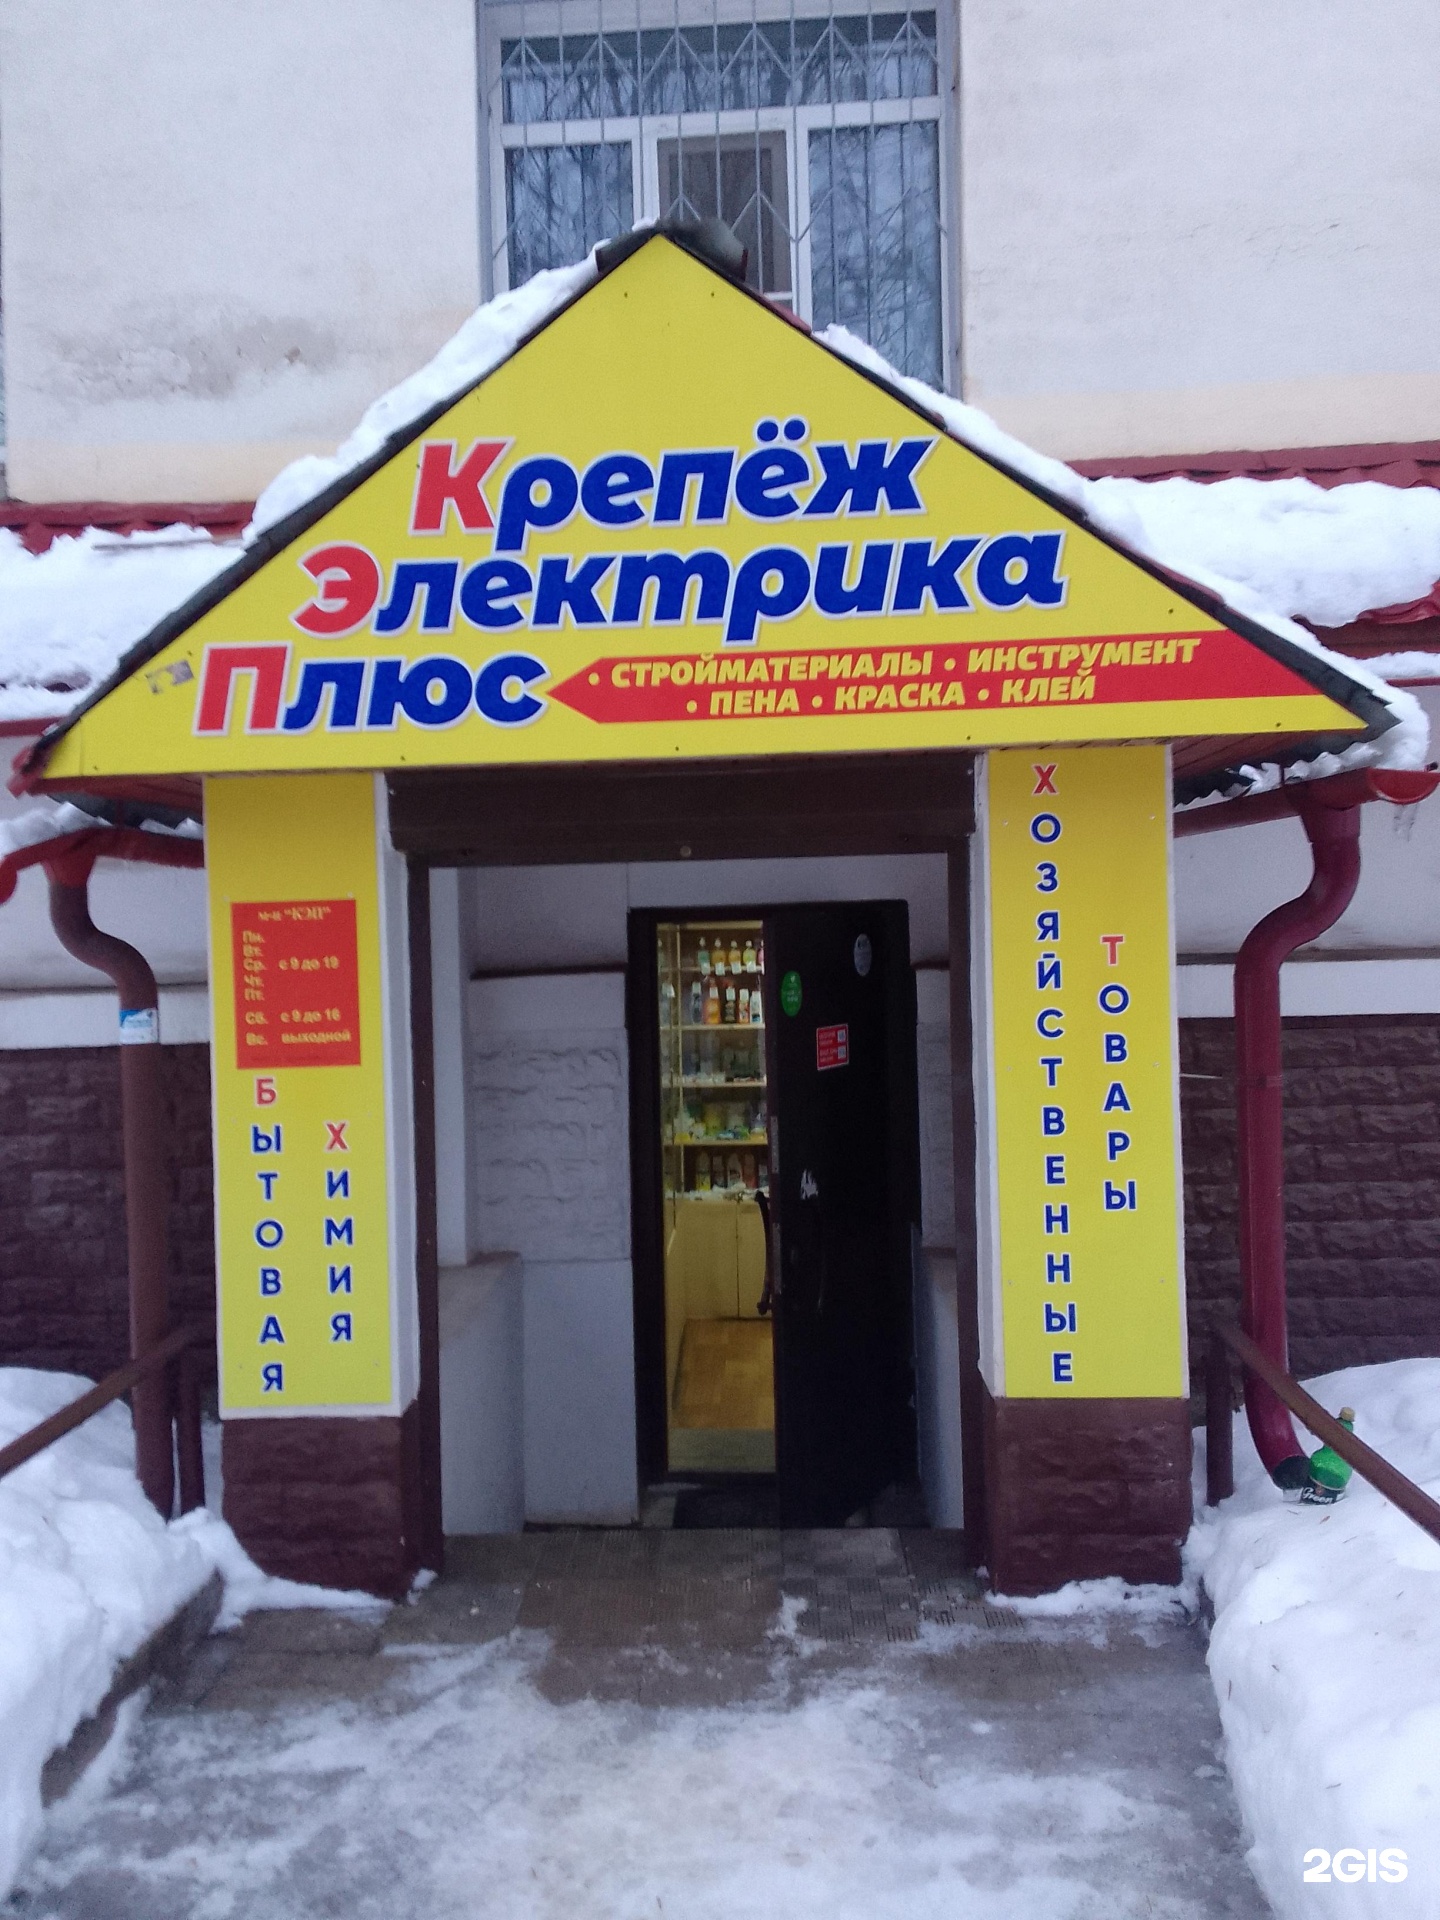 Крепёж
Электрика
Плюс
• СТРОЙМАТЕРИАЛЫ • ИНСТРУМЕНТ
• ПЕНА • КРАСКА • КЛЕЙ
м-н "КЭП"
Пн.
Вт.
Ср. с 9 до 19
Чт.
Пт.
Сб. с 9 до 16
Вс. выходной
БЫТОВАЯ
ХИМИЯ
ХОЗЯЙСТВЕННЫЕ
ТОВАРЫ
Green
2GIS